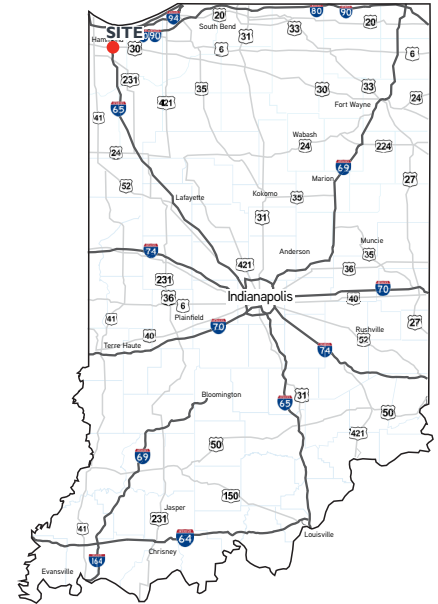 94
20
South Bend
31
33
80
90
20
SITE
Hammond
30
90
6
6
231
421
35
30
33
Fort Wayne
24
65
41
Wabash
24
224
24
69
Marion
27
52
Lafayette
Kokomo
35
31
Anderson
Muncie
35
74
421
36
231
36
6
Indianapolis
70
40
41
Plainfield
70
27
40
Rushville
52
Terre Haute
74
Bloomington
65
31
50
421
50
69
150
Jasper
231
41
64
Louisville
Chrisney
164
Evansville